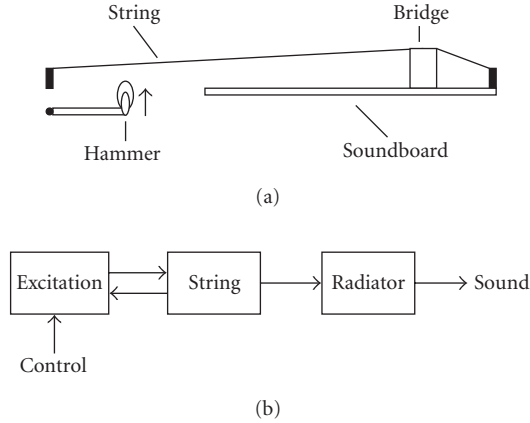 String
Bridge
Hammer
Soundboard
(a)
Excitation
String
Radiator
Sound
Control
(b)